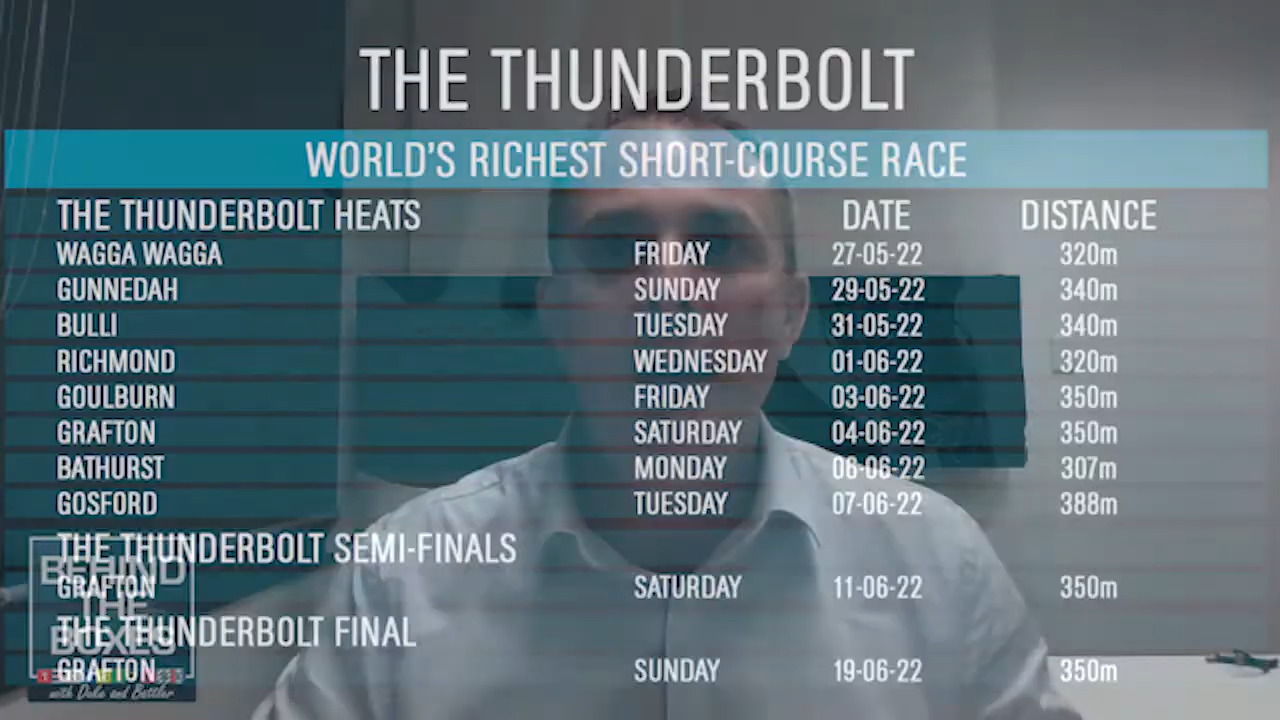 THE THUNDERBOLT
WORLD'S RICHEST SHORT-COURSE RACE
THE THUNDERBOLT HEATS DATE DISTANCE
WAGGA WAGGA FRIDAY 27-05-22 320m
GUNNEDAH SUNDAY 29-05-22 340m
BULLI TUESDAY 31-05-22 340m
RICHMOND WEDNESDAY 01-06-22 320m
GOULBURN FRIDAY 03-06-22 350m
GRAFTON SATURDAY 04-06-22 350m
BATHURST MONDAY 06-06-22 307m
GOSFORD TUESDAY 07-06-22 388m
THE THUNDERBOLT SEMI-FINALS
GRAFTON SATURDAY 11-06-22 350m
THE THUNDERBOLT FINAL
GRAFTON SUNDAY 19-06-22 350m
BEHIND
THE
BOXES
with Duke and Battler